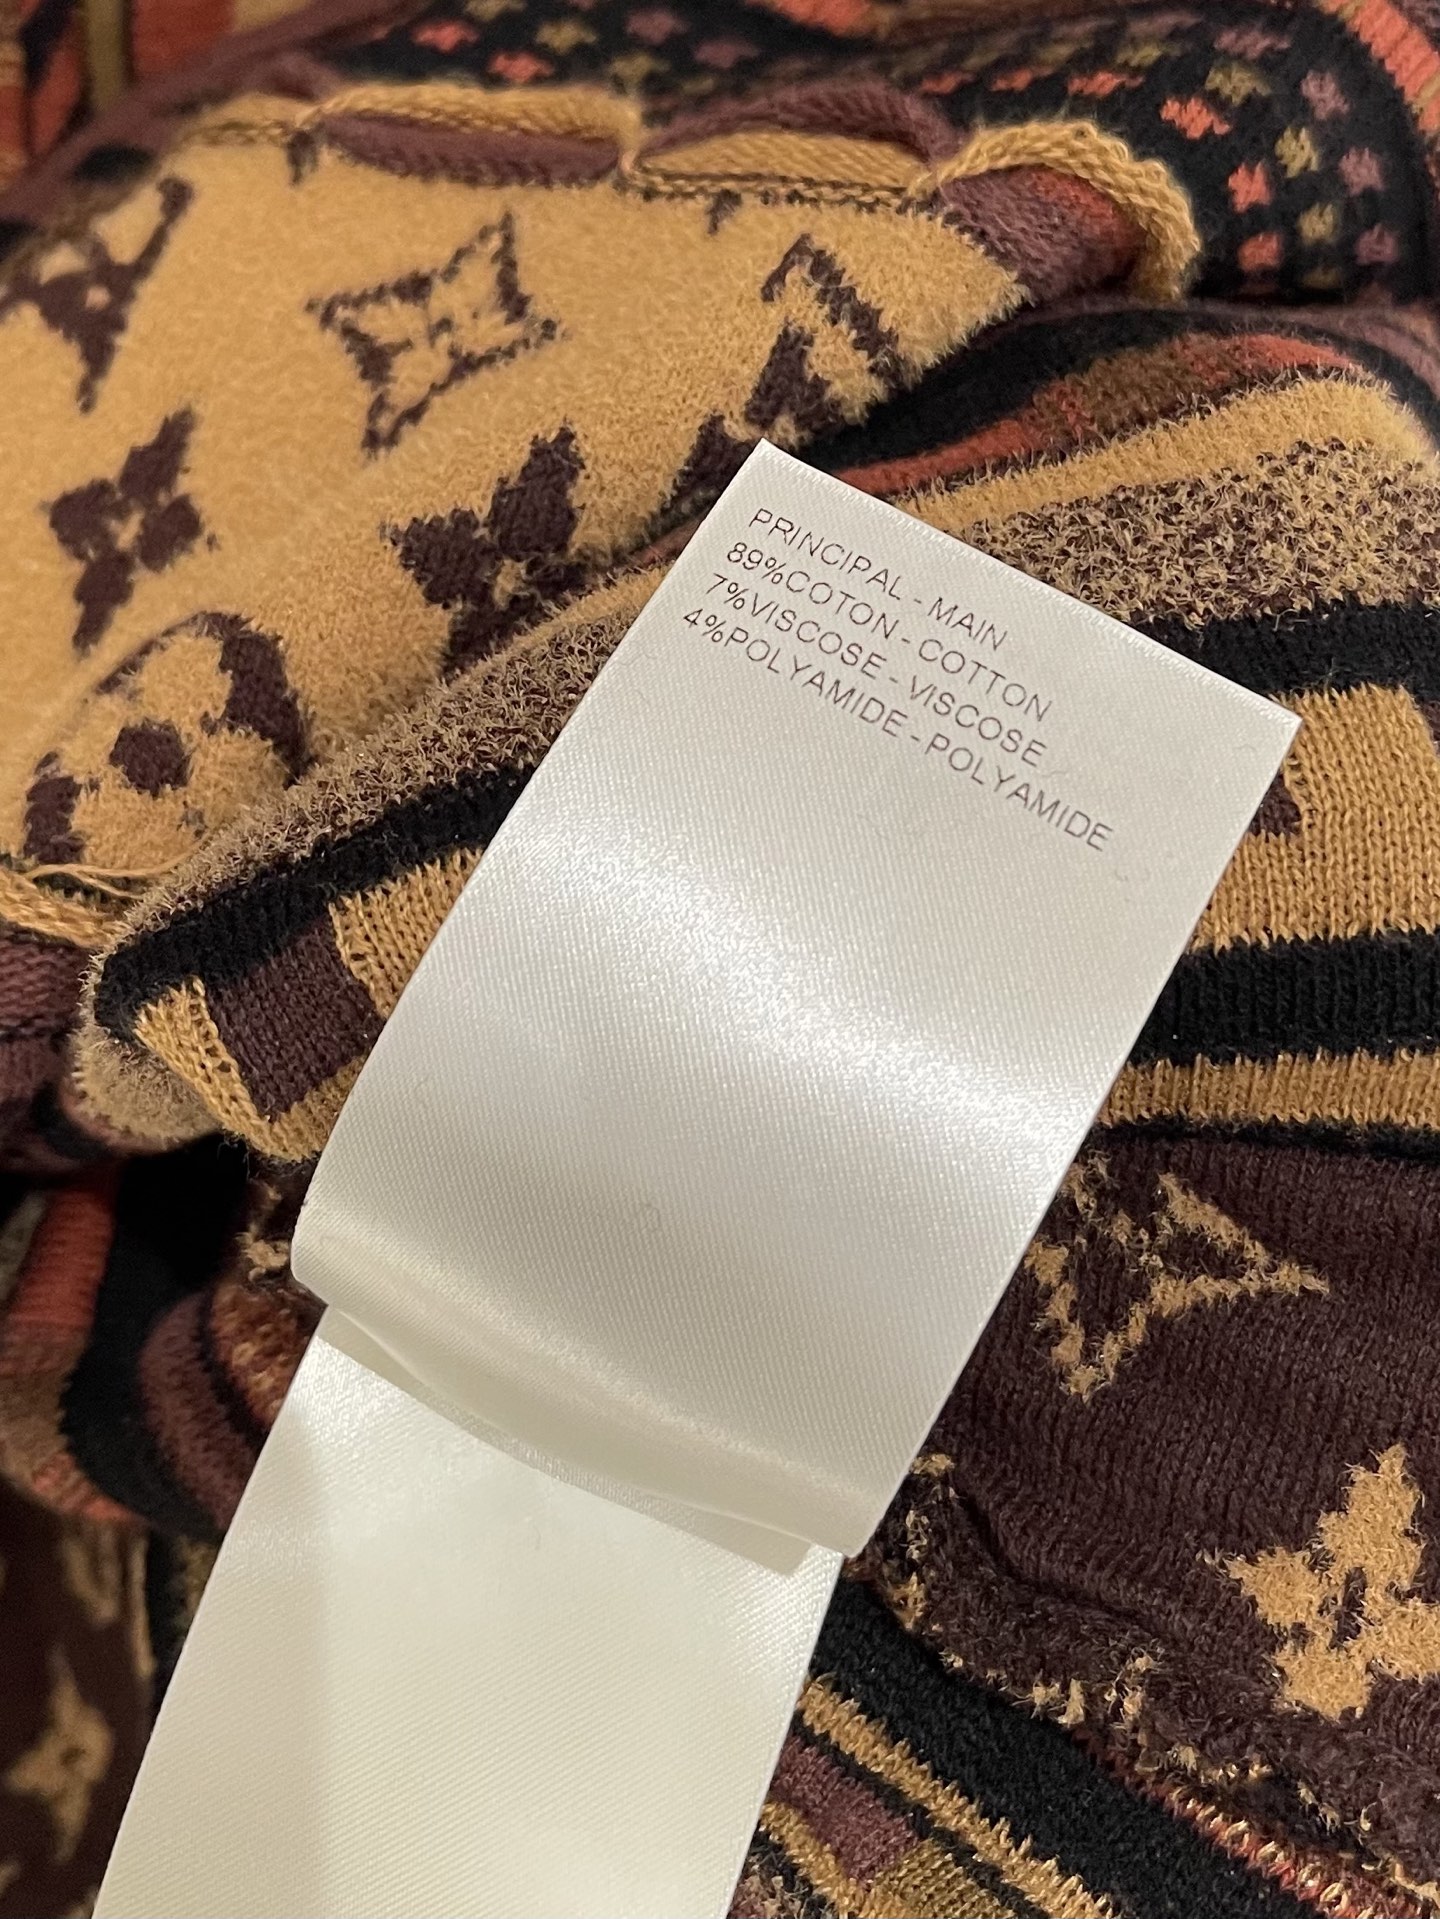 PRINCIPAL - MAIN
89%COTON - COTTON
7%VISCOSE - VISCOSE
4%POLYAMIDE - POLYAMIDE